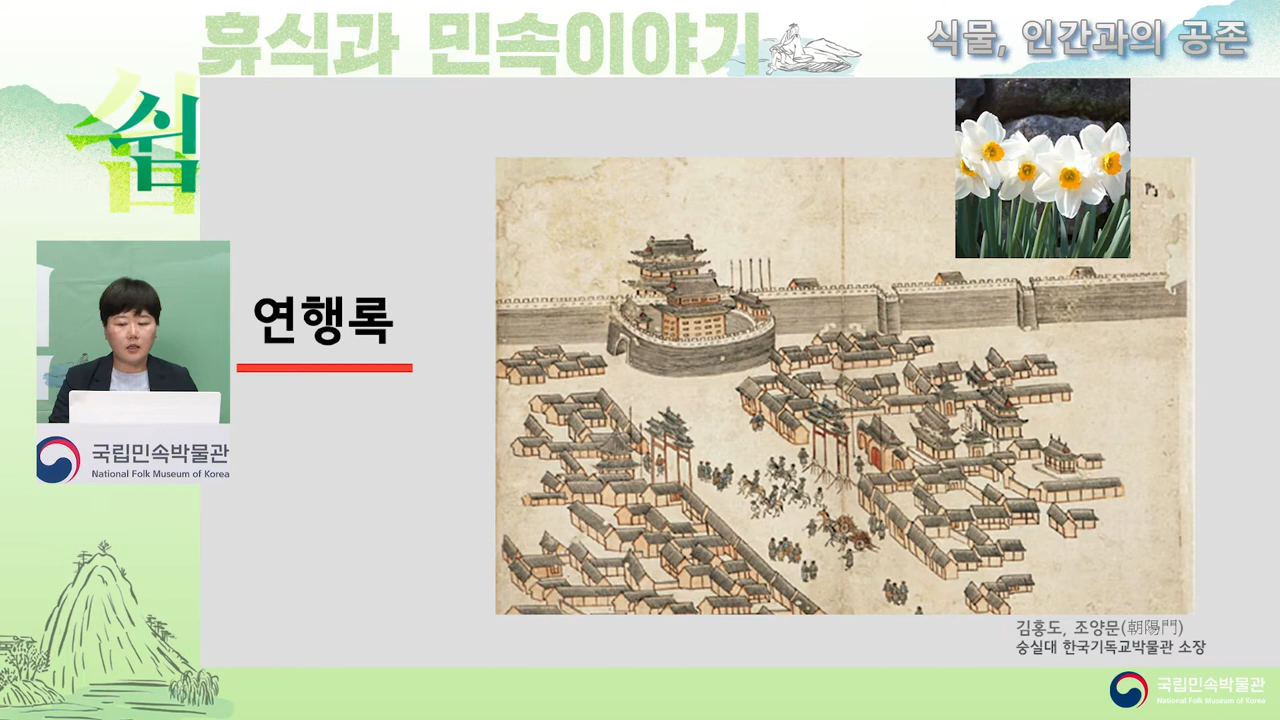 휴식과 민속이야기
식물, 인간과의 공존
쉼
연행록
국립민속박물관
National Folk Museum of Korea
김홍도, 조양문(朝陽門)
숭실대 한국기독교박물관 소장
국립민속박물관
National Folk Museum of Korea